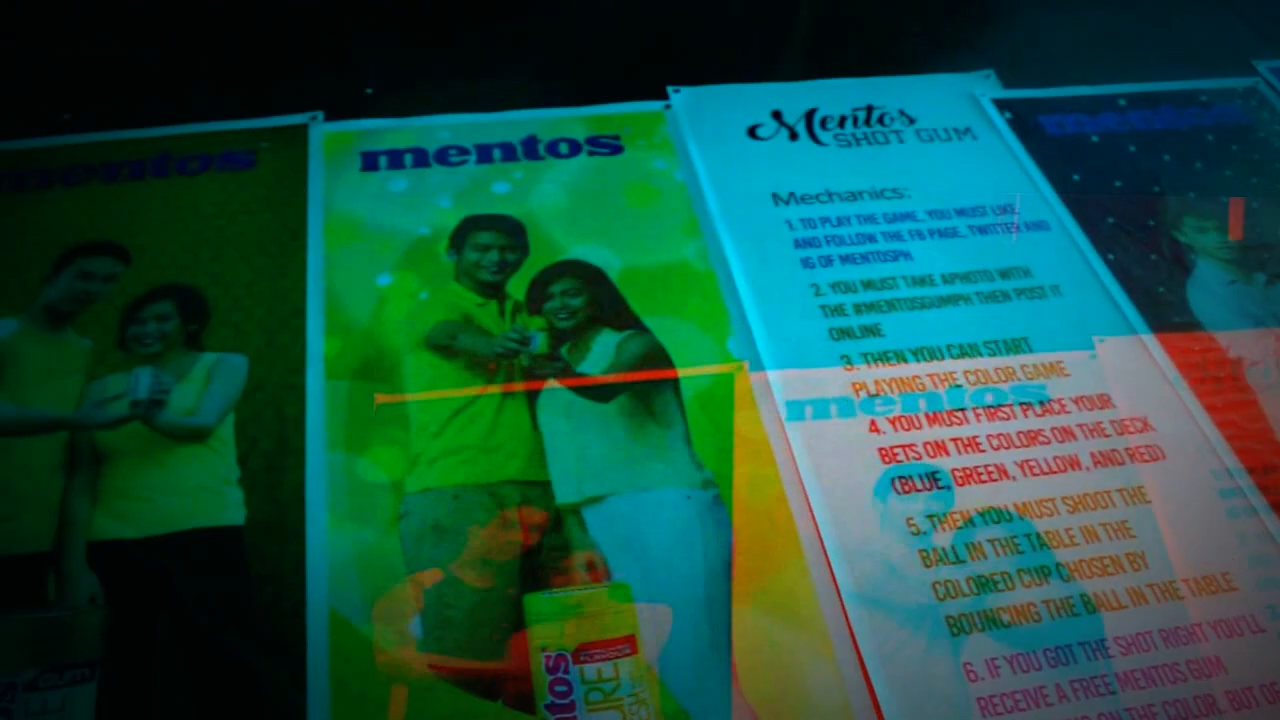 mentos
mentos
Mentos
SHOT GUM
Mechanics:
1. TO PLAY THE GAME, YOU MUST LIKE
AND FOLLOW THE FB PAGE, TWITTER AND
IG OF MENTOSPH
2. YOU MUST TAKE APHOTO WITH
THE #MENTOSGUMPH THEN POST IT
ONLINE
3. THEN YOU CAN START
PLAYING THE COLOR GAME
mentos
4. YOU MUST FIRST PLACE YOUR
BETS ON THE COLORS ON THE DECK
(BLUE, GREEN, YELLOW, AND RED)
5. THEN YOU MUST SHOOT THE
BALL IN THE TABLE IN THE
COLORED CUP CHOSEN BY
BOUNCING THE BALL IN THE TABLE
6. IF YOU GOT THE SHOT RIGHT YOU'LL
RECEIVE A FREE MENTOS GUM
ON THE COLOR. BUT
mentos